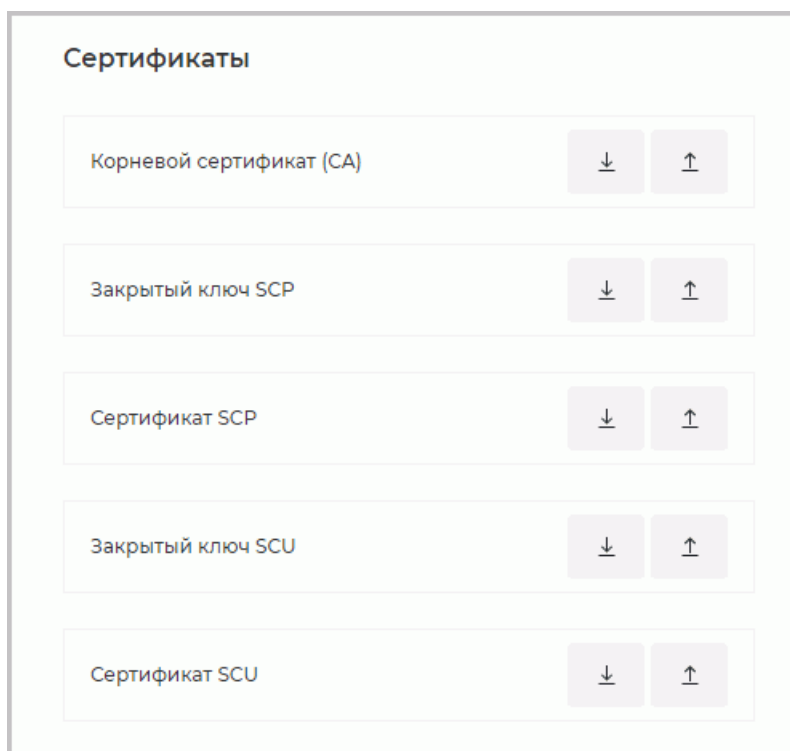 Сертификаты
Корневой сертификат (CA)
Закрытый ключ SCP
Сертификат SCP
Закрытый ключ SCU
Сертификат SCU